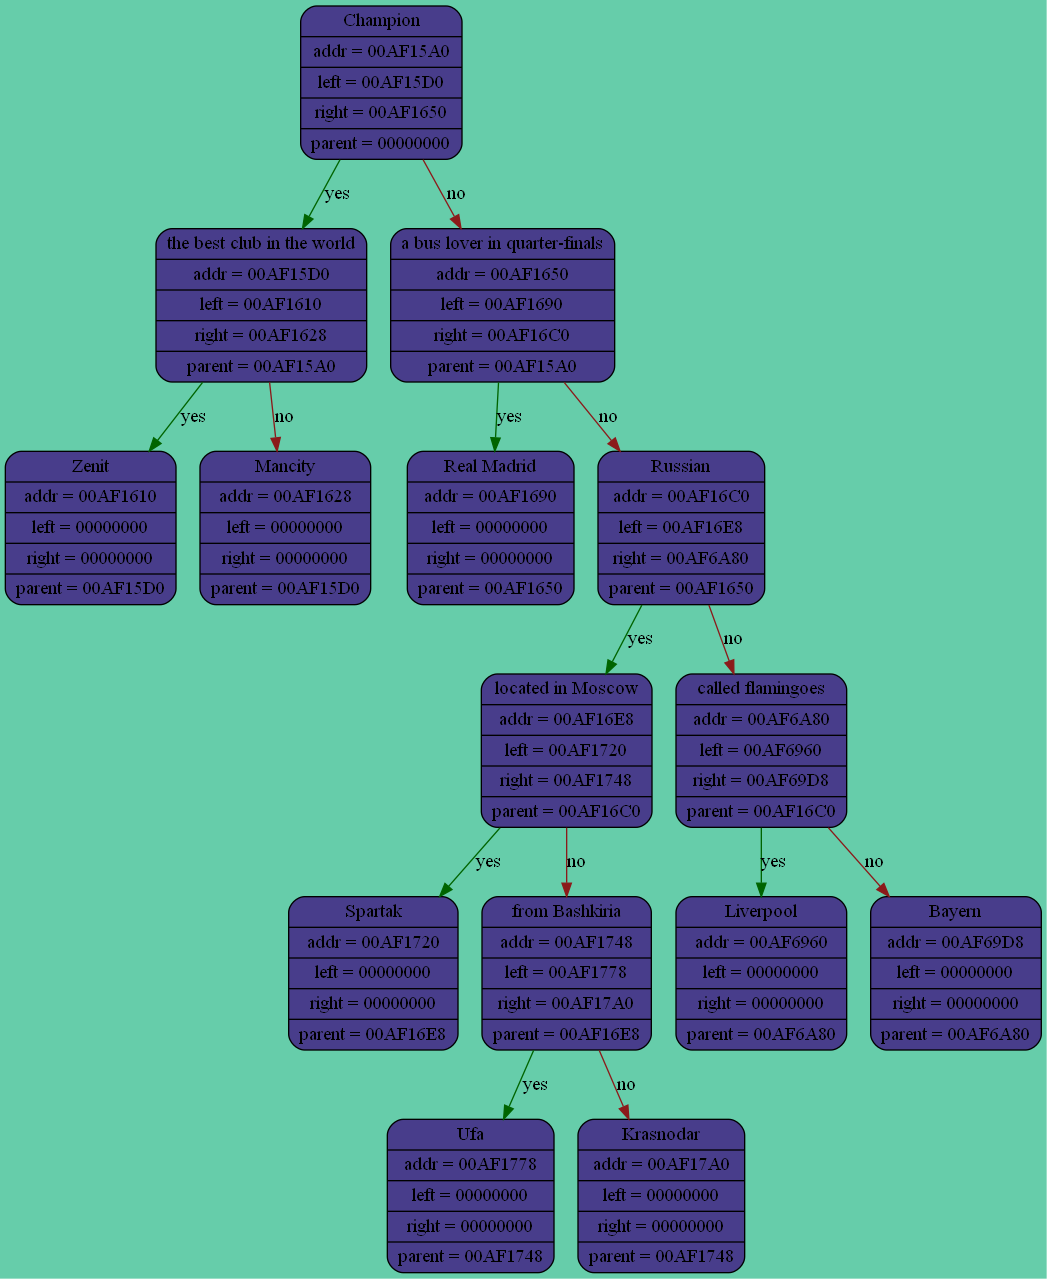 Champion
addr = 00AF15A0
left = 00AF15D0
right = 00AF1650
parent = 00000000
yes
no
the best club in the world
addr = 00AF15D0
left = 00AF1610
right = 00AF1628
parent = 00AF15A0
a bus lover in quarter-finals
addr = 00AF1650
left = 00AF1690
right = 00AF16C0
parent = 00AF15A0
yes
no
yes
no
Zenit
addr = 00AF1610
left = 00000000
right = 00000000
parent = 00AF15D0
Mancity
addr = 00AF1628
left = 00000000
right = 00000000
parent = 00AF15D0
Real Madrid
addr = 00AF1690
left = 00000000
right = 00000000
parent = 00AF1650
Russian
addr = 00AF16C0
left = 00AF16E8
right = 00AF6A80
parent = 00AF1650
yes
no
located in Moscow
addr = 00AF16E8
left = 00AF1720
right = 00AF1748
parent = 00AF16C0
called flamingoes
addr = 00AF6A80
left = 00AF6960
right = 00AF69D8
parent = 00AF16C0
yes
no
yes
no
Spartak
addr = 00AF1720
left = 00000000
right = 00000000
parent = 00AF16E8
from Bashkiria
addr = 00AF1748
left = 00AF1778
right = 00AF17A0
parent = 00AF16E8
Liverpool
addr = 00AF6960
left = 00000000
right = 00000000
parent = 00AF6A80
Bayern
addr = 00AF69D8
left = 00000000
right = 00000000
parent = 00AF6A80
yes
no
Ufa
addr = 00AF1778
left = 00000000
right = 00000000
parent = 00AF1748
Krasnodar
addr = 00AF17A0
left = 00000000
right = 00000000
parent = 00AF1748